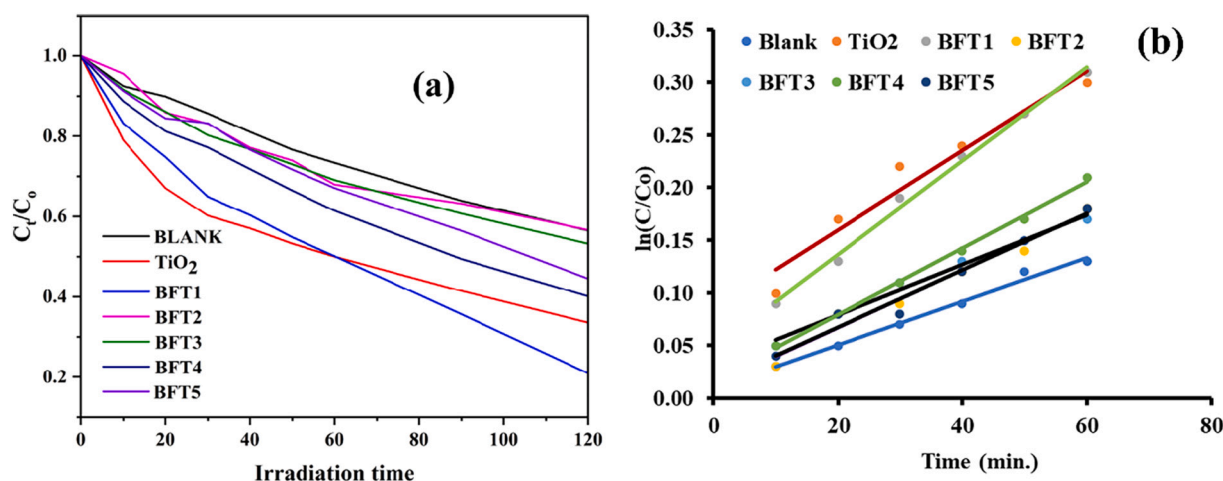 (a)
C_t/C_o
1.0
0.8
0.6
0.4
0.2
BLANK
TiO₂
BFT1
BFT2
BFT3
BFT4
BFT5
0 20 40 60 80 100 120
Irradiation time
(b)
Blank TiO2 BFT1 BFT2
BFT3 BFT4 BFT5
ln(C/Co)
0.35
0.30
0.25
0.20
0.15
0.10
0.05
0.00
0 20 40 60 80
Time (min.)